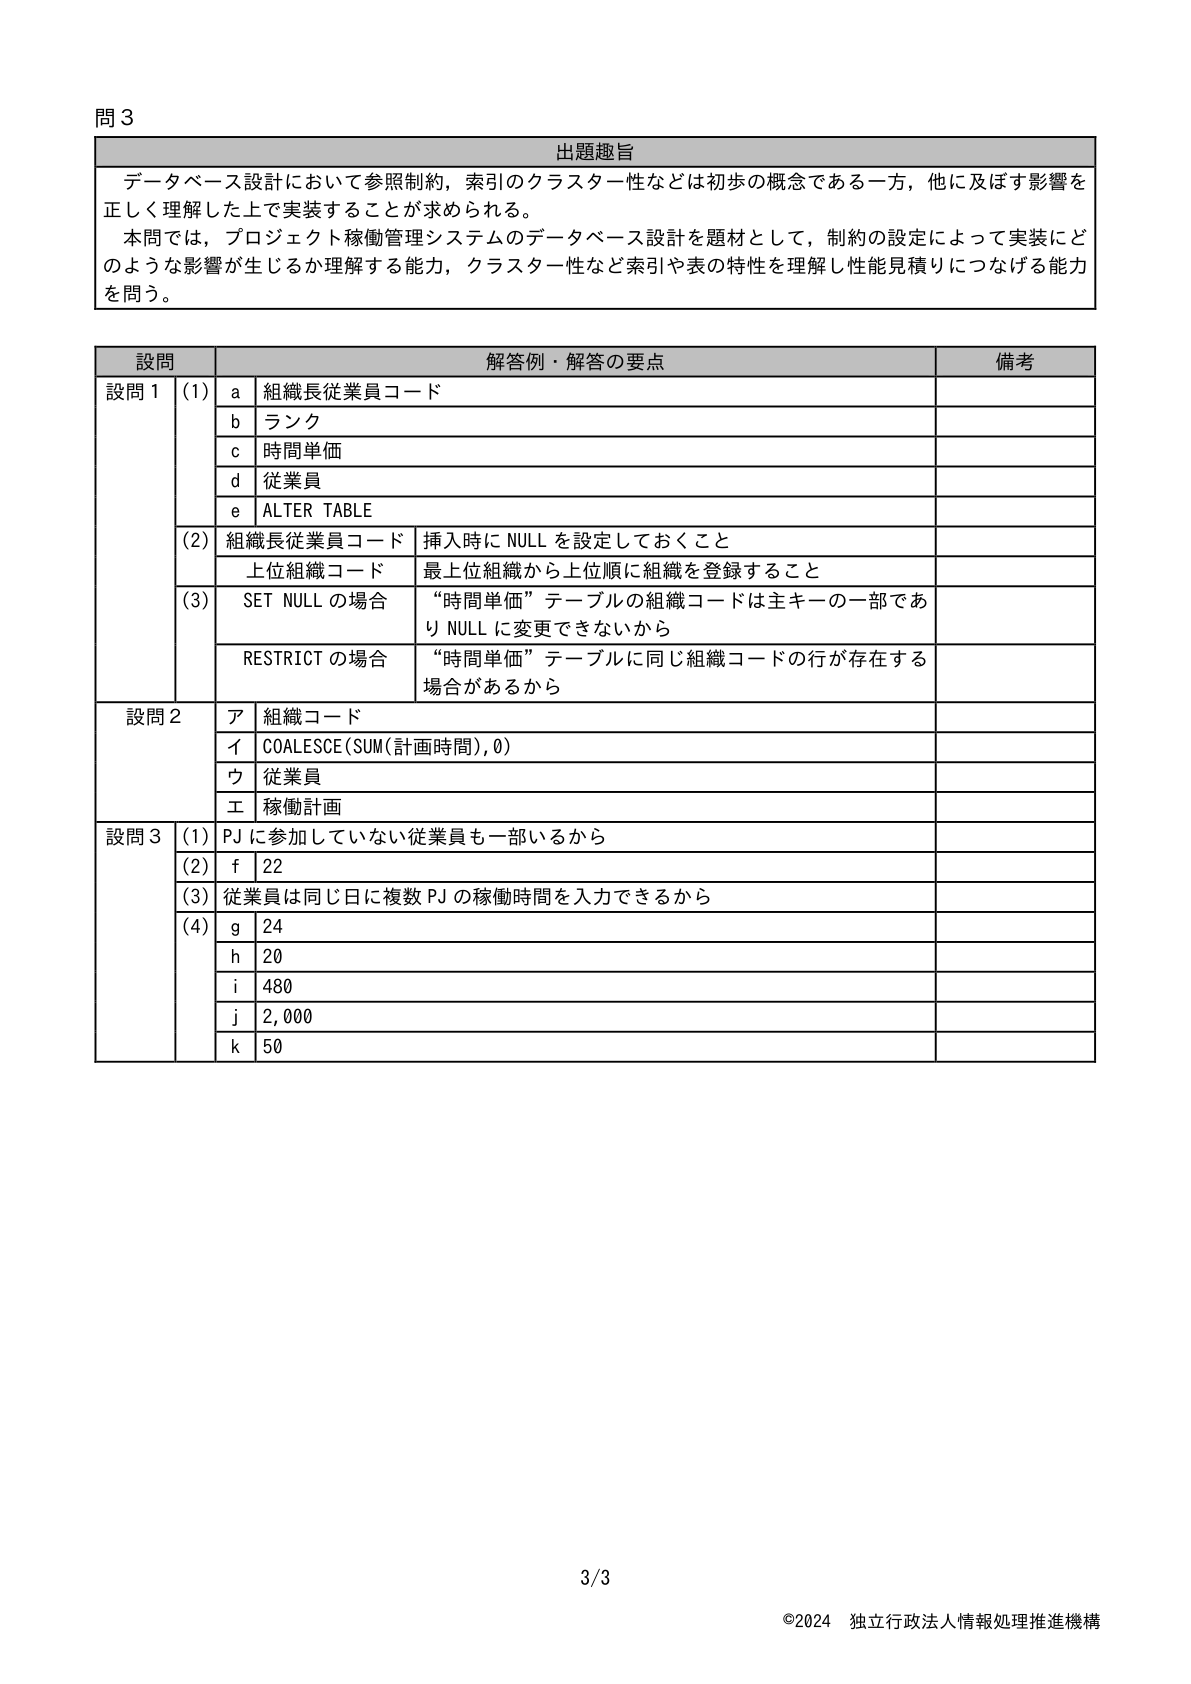 問３
出題趣旨
データベース設計において参照制約，索引のクラスター性などは初歩の概念である一方，他に及ぼす影響を
正しく理解した上で実装することが求められる。
本問では，プロジェクト稼働管理システムのデータベース設計を題材として，制約の設定によって実装にど
のような影響が生じるか理解する能力，クラスター性など索引や表の特性を理解し性能見積りにつなげる能力
を問う。
設問 解答例・解答の要点 備考
設問１ (1) a 組織長従業員コード
b ランク
c 時間単価
d 従業員
e ALTER TABLE
(2) 組織長従業員コード 挿入時に NULL を設定しておくこと
上位組織コード 最上位組織から上位順に組織を登録すること
(3) SET NULL の場合 “時間単価”テーブルの組織コードは主キーの一部であ
り NULL に変更できないから
RESTRICT の場合 “時間単価”テーブルに同じ組織コードの行が存在する
場合があるから
設問２ ア 組織コード
イ COALESCE(SUM(計画時間),0)
ウ 従業員
エ 稼働計画
設問３ (1) PJ に参加していない従業員も一部いるから
(2) f 22
(3) 従業員は同じ日に複数 PJ の稼働時間を入力できるから
(4) g 24
h 20
i 480
j 2,000
k 50
3/3
©2024　独立行政法人情報処理推進機構